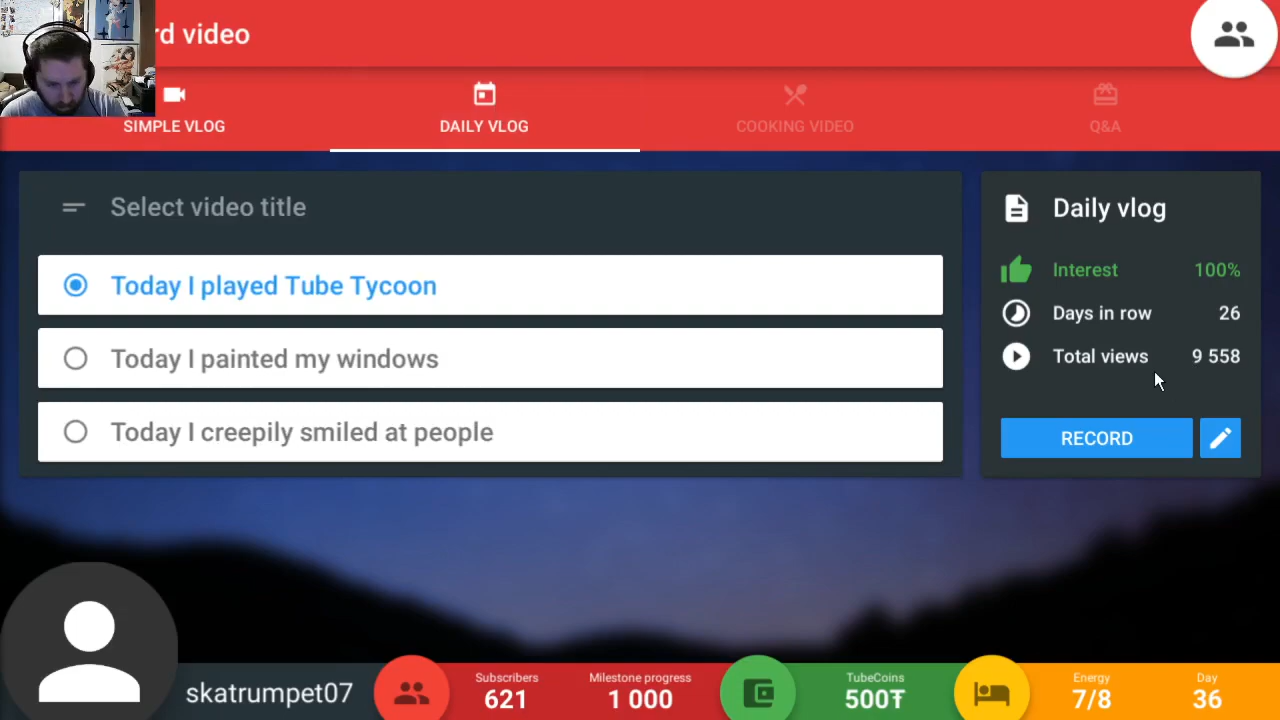 rd video
SIMPLE VLOG
DAILY VLOG
COOKING VIDEO
Q&A
Select video title
Today I played Tube Tycoon
Today I painted my windows
Today I creepily smiled at people
Daily vlog
Interest 100%
Days in row 26
Total views 9 558
RECORD
skatrumpet07
Subscribers
621
Milestone progress
1 000
TubeCoins
500₮
Energy
7/8
Day
36